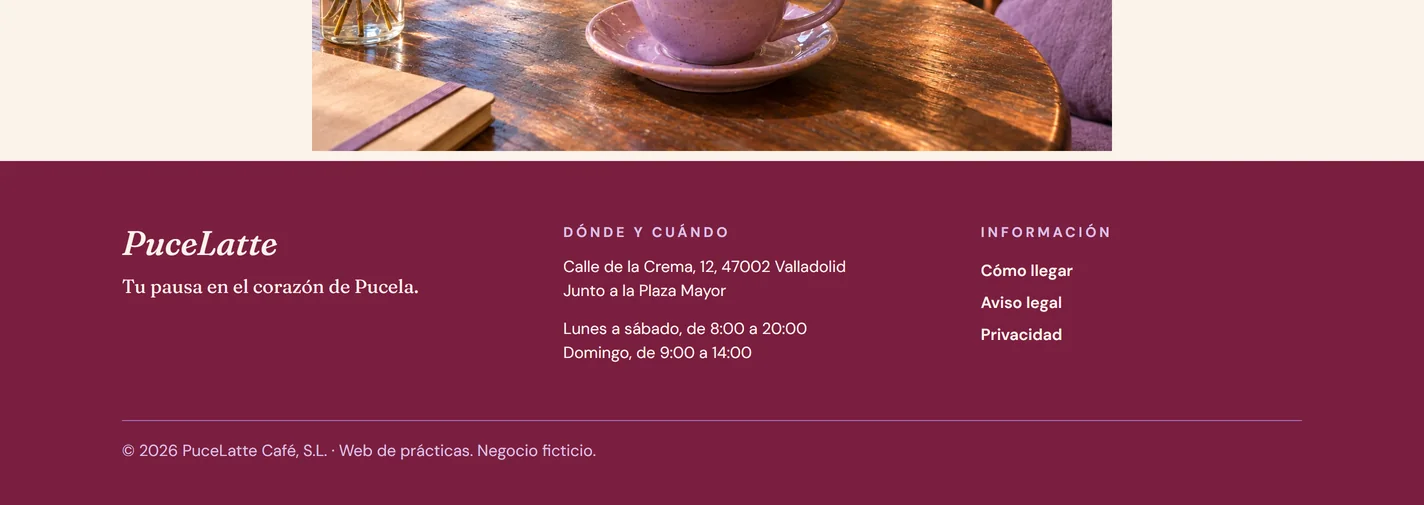 PuceLatte
Tu pausa en el corazón de Pucela.
DÓNDE Y CUÁNDO
Calle de la Crema, 12, 47002 Valladolid
Junto a la Plaza Mayor
Lunes a sábado, de 8:00 a 20:00
Domingo, de 9:00 a 14:00
INFORMACIÓN
Cómo llegar
Aviso legal
Privacidad
© 2026 PuceLatte Café, S.L. · Web de prácticas. Negocio ficticio.